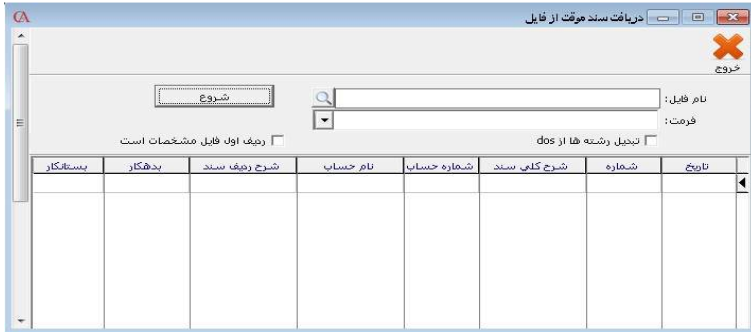 دریافت سند موقت از فایل
خروج
نام فایل:
شروع
فرمت:
تبدیل رشته ها از dos
ردیف اول فایل مشخصات است
تاریخ شماره شرح کلی سند شماره حساب نام حساب شرح ردیف سند بدهکار بستانکار